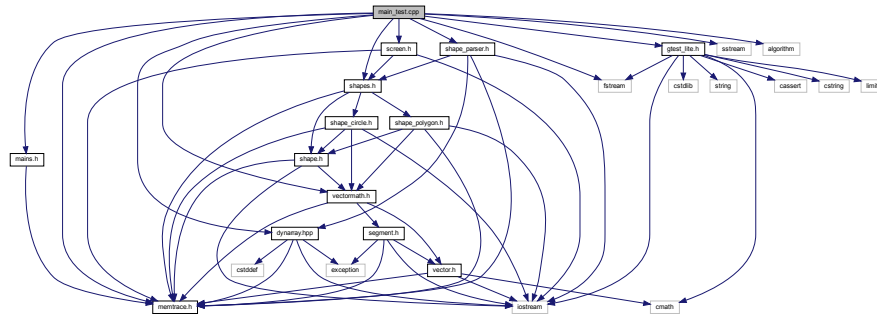 main_test.cpp
screen.h
shape_parser.h
gtest_lite.h
sstream
algorithm
shapes.h
fstream
cstdlib
string
cassert
cstring
shape_circle.h
shape_polygon.h
mains.h
shape.h
vectormath.h
dynarray.hpp
segment.h
cstddef
exception
vector.h
memtrace.h
iostream
cmath